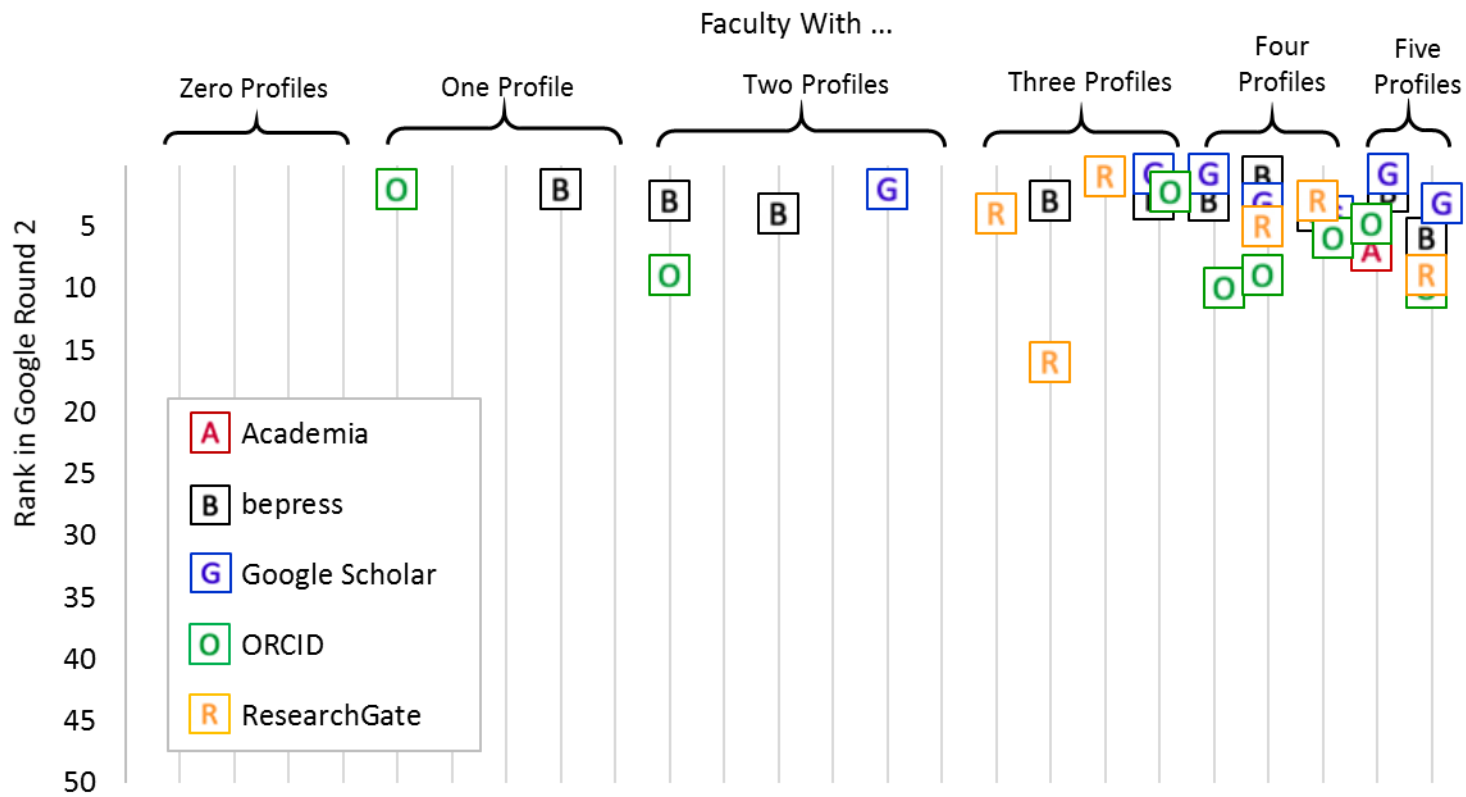 Faculty With ...
Zero Profiles
One Profile
Two Profiles
Three Profiles
Four
Profiles
Five
Profiles
Rank in Google Round 2
5
10
15
20
25
30
35
40
45
50
O
B
B
O
B
G
R
B
R
R
G
O
G
B
O
B
G
R
O
R
O
G
B
O
A
G
B
R
O
A Academia
B bepress
G Google Scholar
O ORCID
R ResearchGate